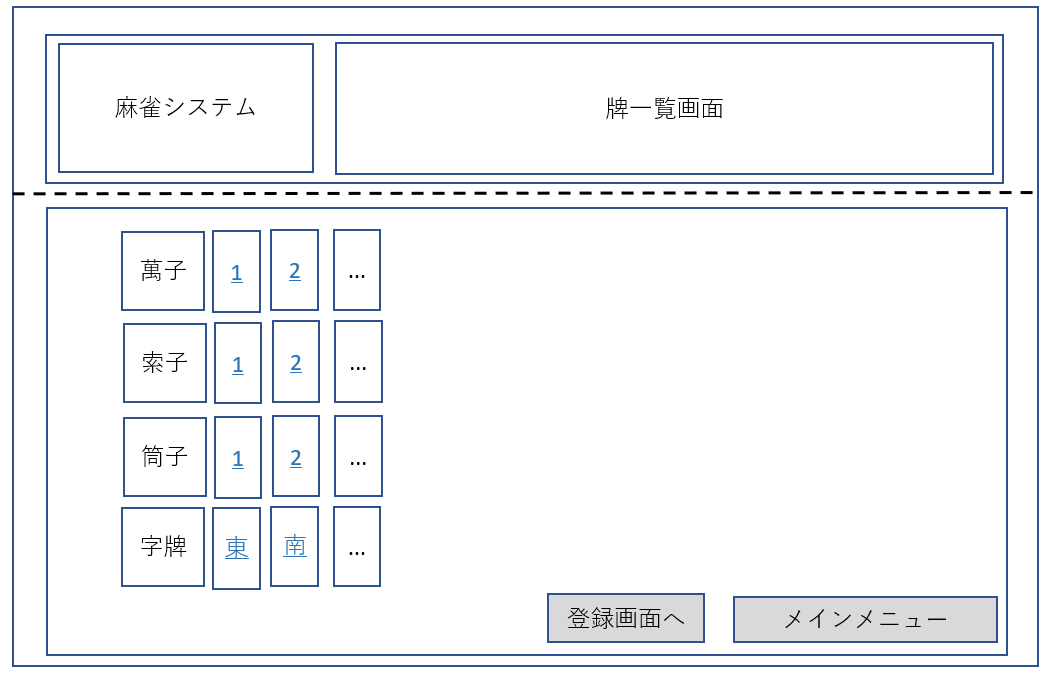 麻雀システム
牌一覧画面
萬子 1 2 …
索子 1 2 …
筒子 1 2 …
字牌 東 南 …
登録画面へ
メインメニュー